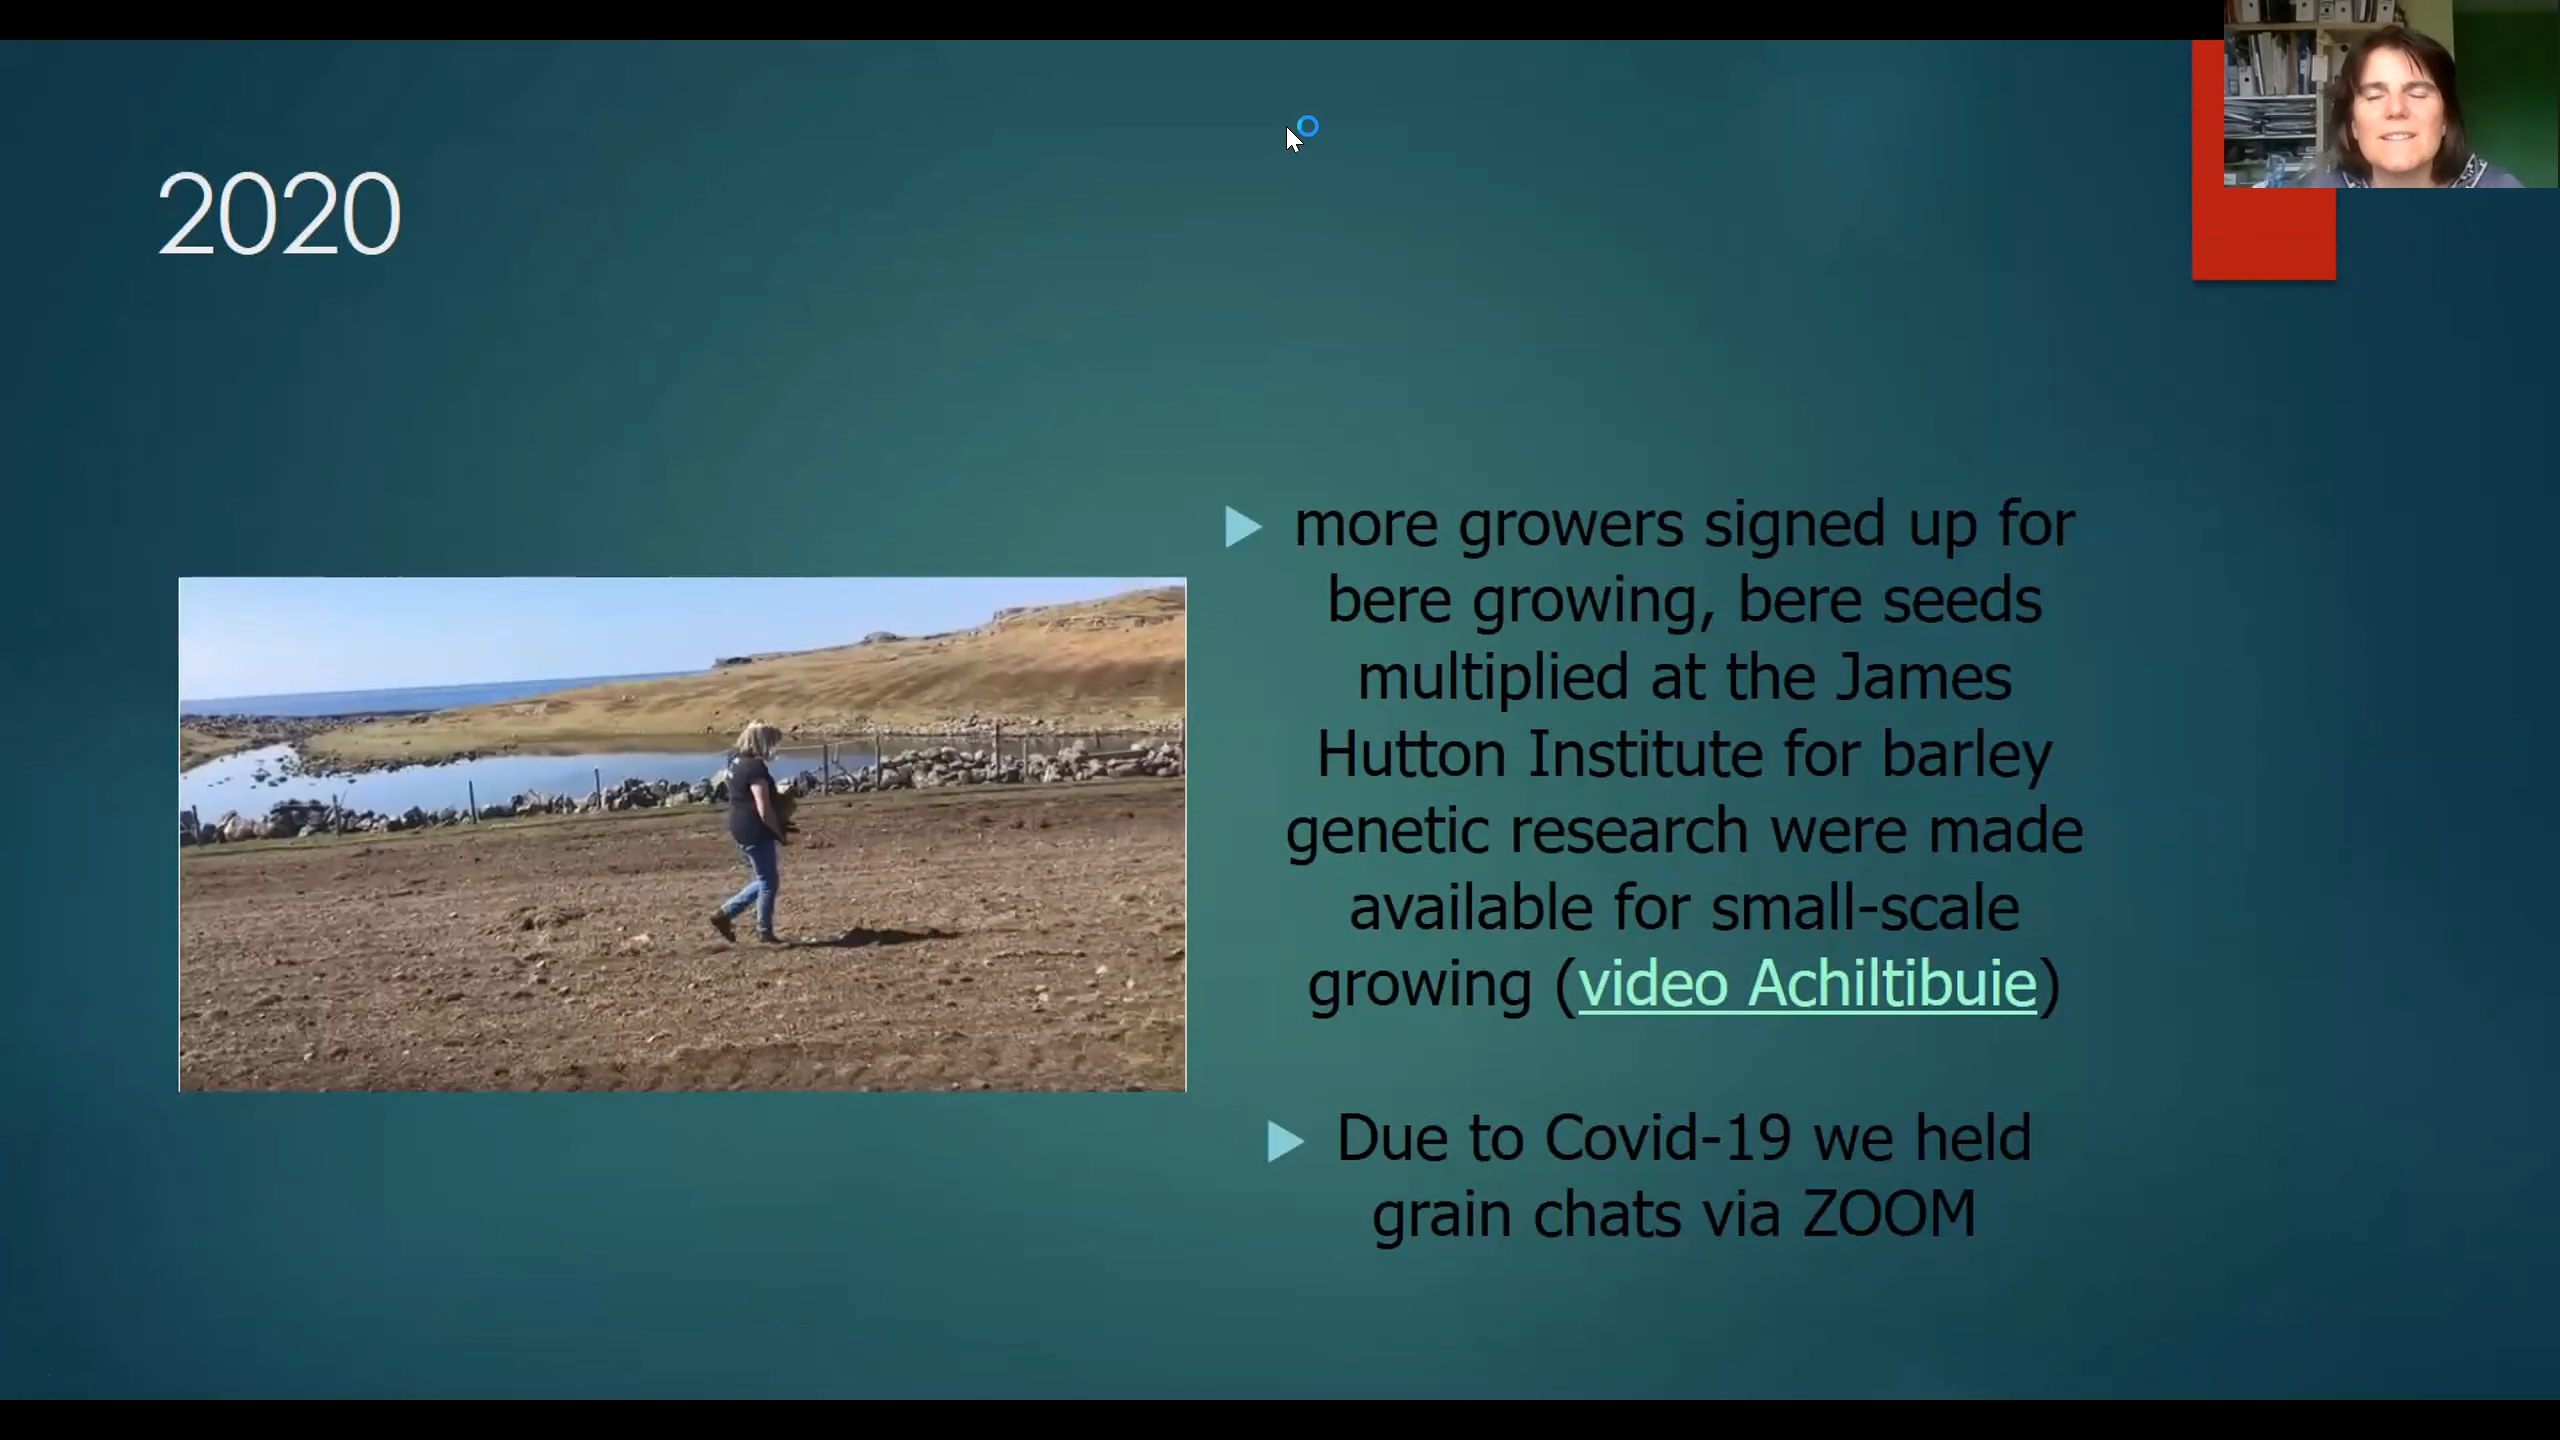 2020
more growers signed up for
bere growing, bere seeds
multiplied at the James
Hutton Institute for barley
genetic research were made
available for small-scale
growing (video Achiltibuie)
Due to Covid-19 we held
grain chats via ZOOM